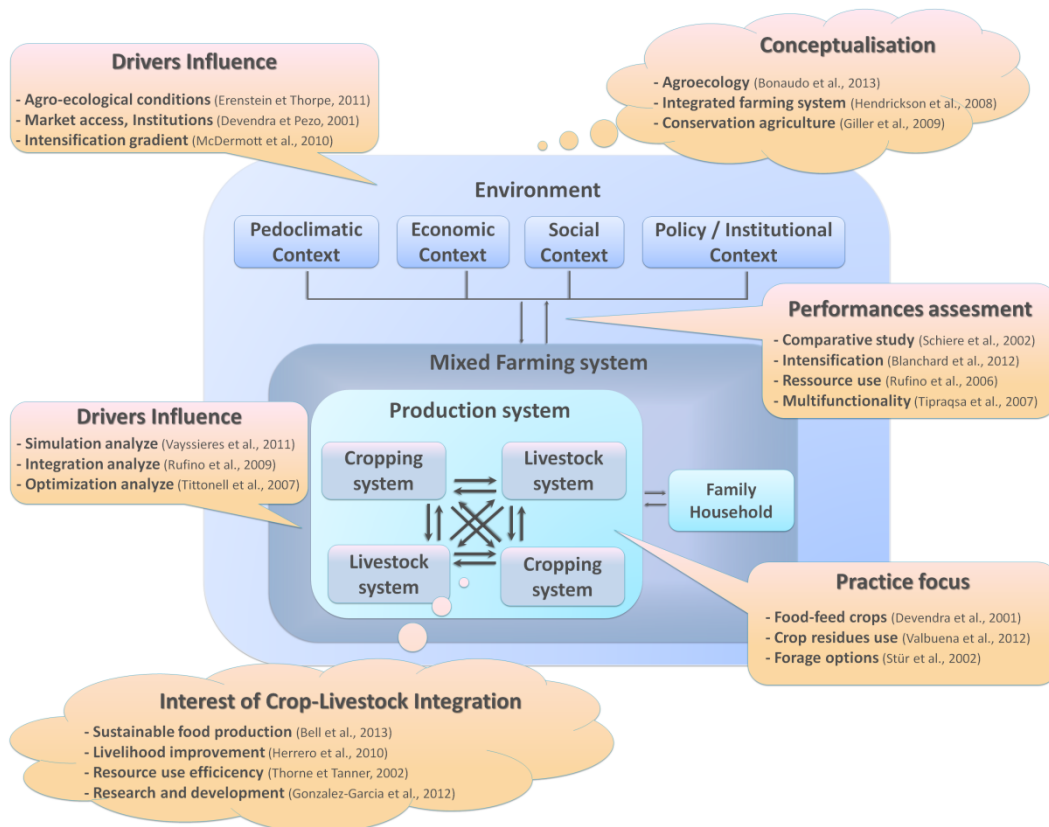 Drivers Influence
- Agro-ecological conditions (Erenstein et Thorpe, 2011)
- Market access, Institutions (Devendra et Pezo, 2001)
- Intensification gradient (McDermott et al., 2010)
Conceptualisation
- Agroecology (Bonaudo et al., 2013)
- Integrated farming system (Hendrickson et al., 2008)
- Conservation agriculture (Giller et al., 2009)
Environment
Pedoclimatic
Context
Economic
Context
Social
Context
Policy / Institutional
Context
Performances assesment
- Comparative study (Schiere et al., 2002)
- Intensification (Blanchard et al., 2012)
- Ressource use (Rufino et al., 2006)
- Multifunctionality (Tipraqsa et al., 2007)
Mixed Farming system
Drivers Influence
- Simulation analyze (Vayssieres et al., 2011)
- Integration analyze (Rufino et al., 2009)
- Optimization analyze (Tittonell et al., 2007)
Production system
Cropping
system
Livestock
system
Livestock
system
Cropping
system
Family
Household
Practice focus
- Food-feed crops (Devendra et al., 2001)
- Crop residues use (Valbuena et al., 2012)
- Forage options (Stür et al., 2002)
Interest of Crop-Livestock Integration
- Sustainable food production (Bell et al., 2013)
- Livelihood improvement (Herrero et al., 2010)
- Resource use efficicency (Thorne et Tanner, 2002)
- Research and development (Gonzalez-Garcia et al., 2012)